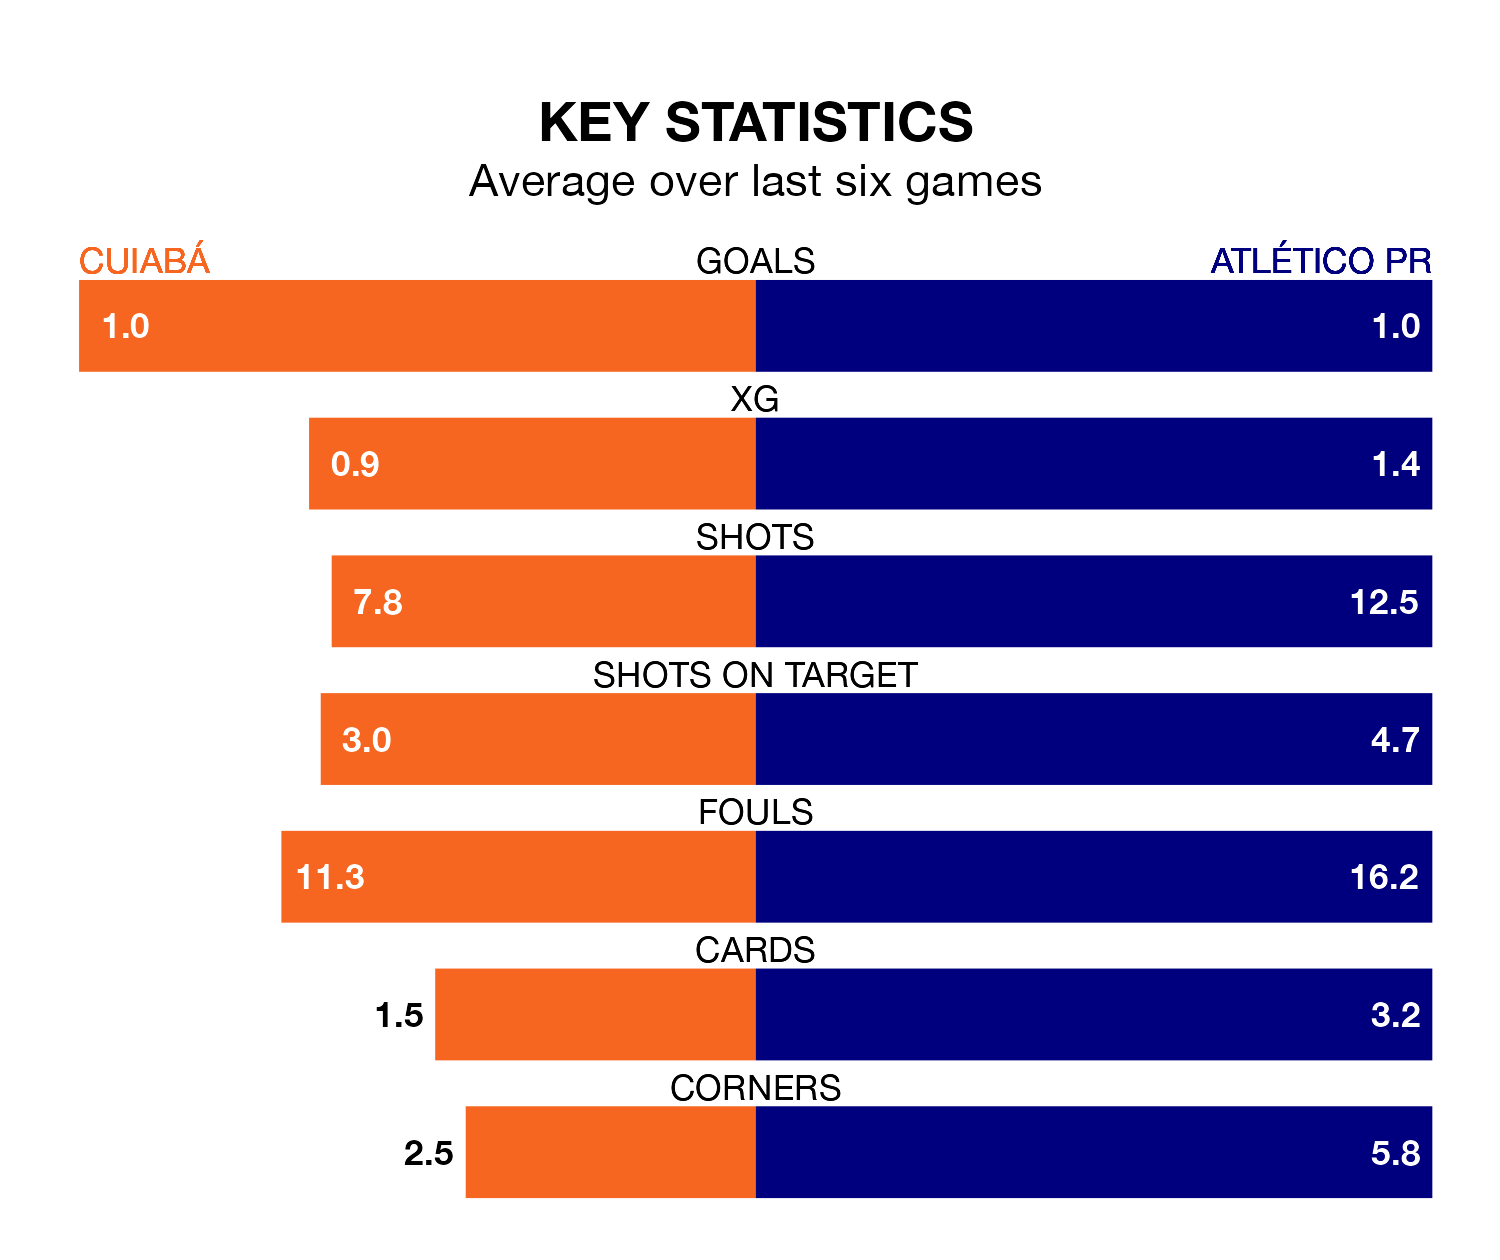 KEY STATISTICS
Average over last six games
CUIABÁ GOALS ATLÉTICO PR
1.0 1.0
XG
0.9 1.4
SHOTS
7.8 12.5
SHOTS ON TARGET
3.0 4.7
FOULS
11.3 16.2
CARDS
1.5 3.2
CORNERS
2.5 5.8